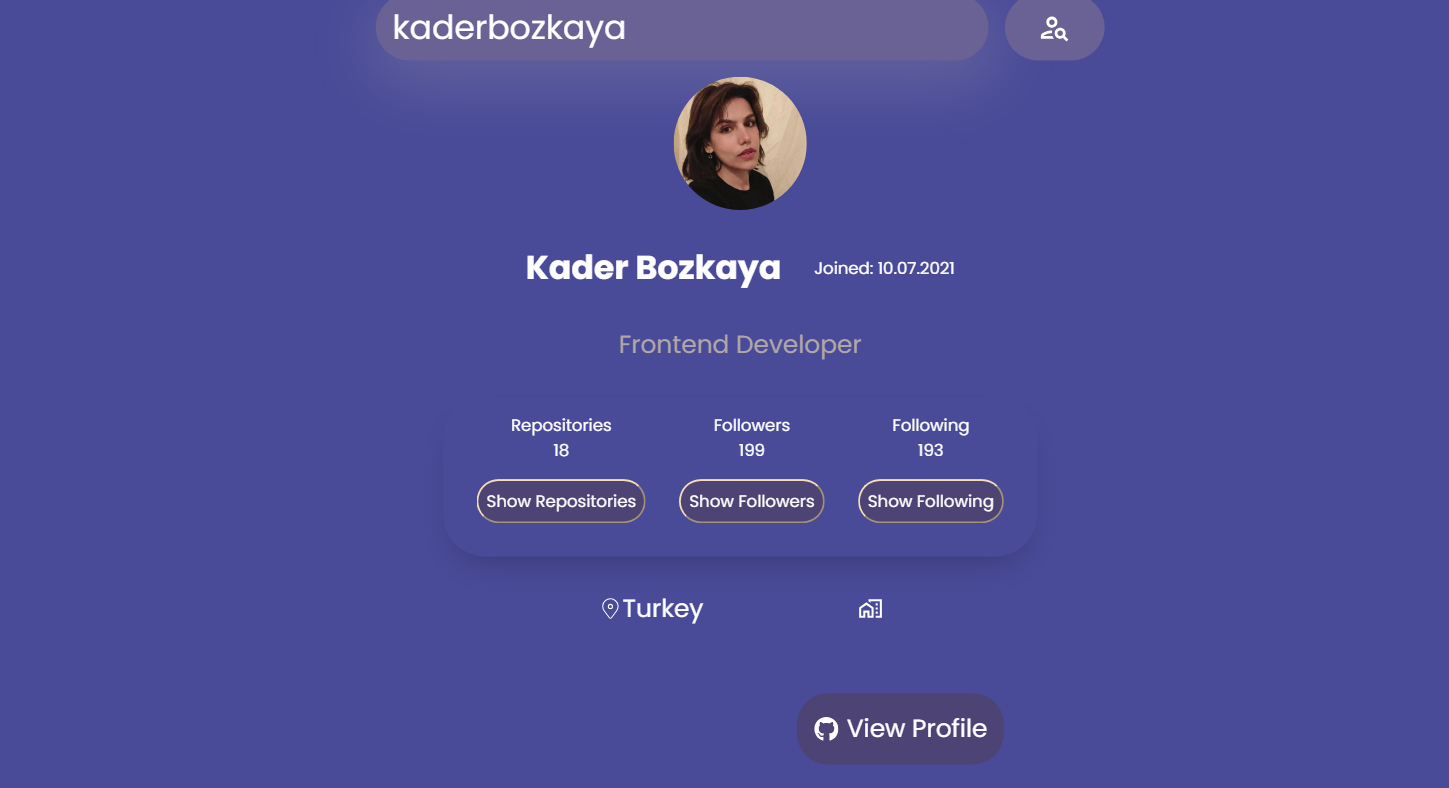 kaderbozkaya
Kader Bozkaya Joined: 10.07.2021
Frontend Developer
Repositories Followers Following
18 199 193
Show Repositories Show Followers Show Following
Turkey
View Profile